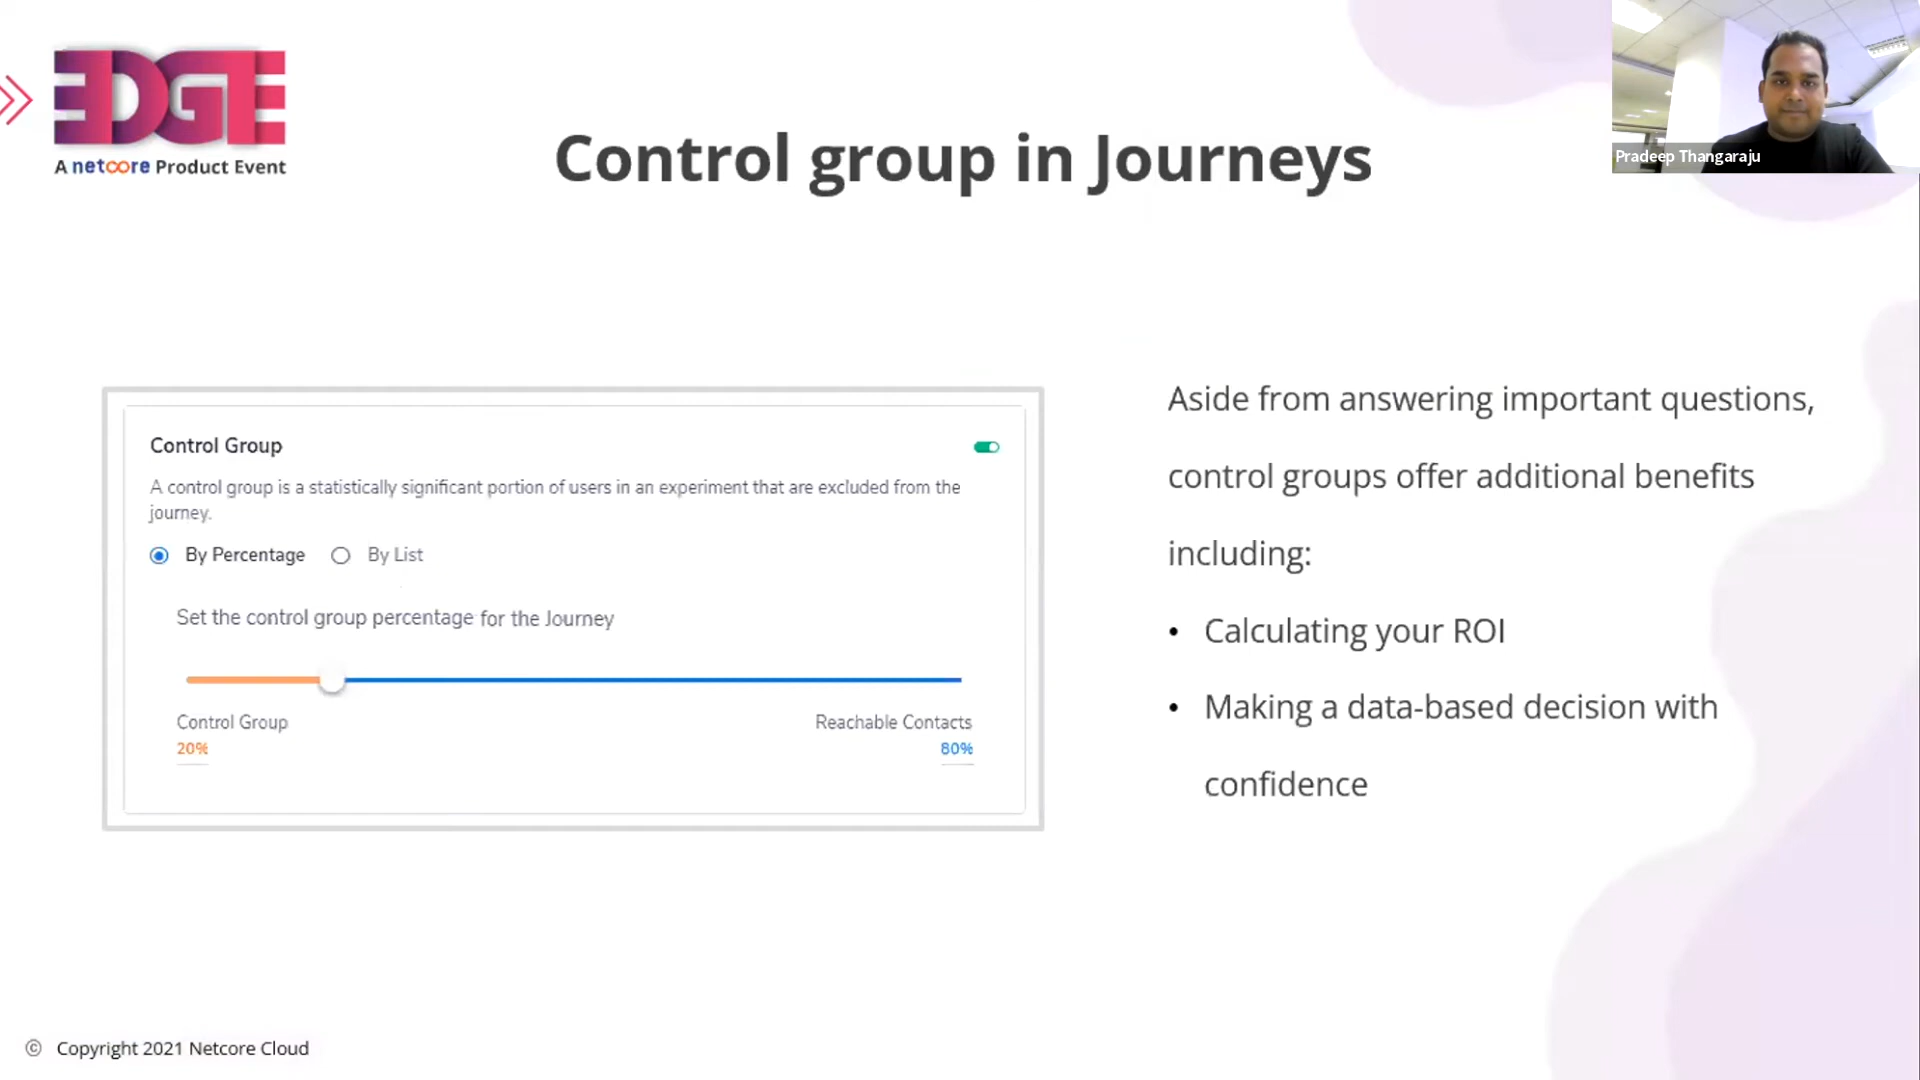 EDGE
A netcore Product Event
Control group in Journeys
Pradeep Thangaraju
Control Group
A control group is a statistically significant portion of users in an experiment that are excluded from the
journey.
By Percentage By List
Set the control group percentage for the Journey
Control Group Reachable Contacts
20% 80%
Aside from answering important questions,
control groups offer additional benefits
including:
• Calculating your ROI
• Making a data-based decision with
confidence
© Copyright 2021 Netcore Cloud